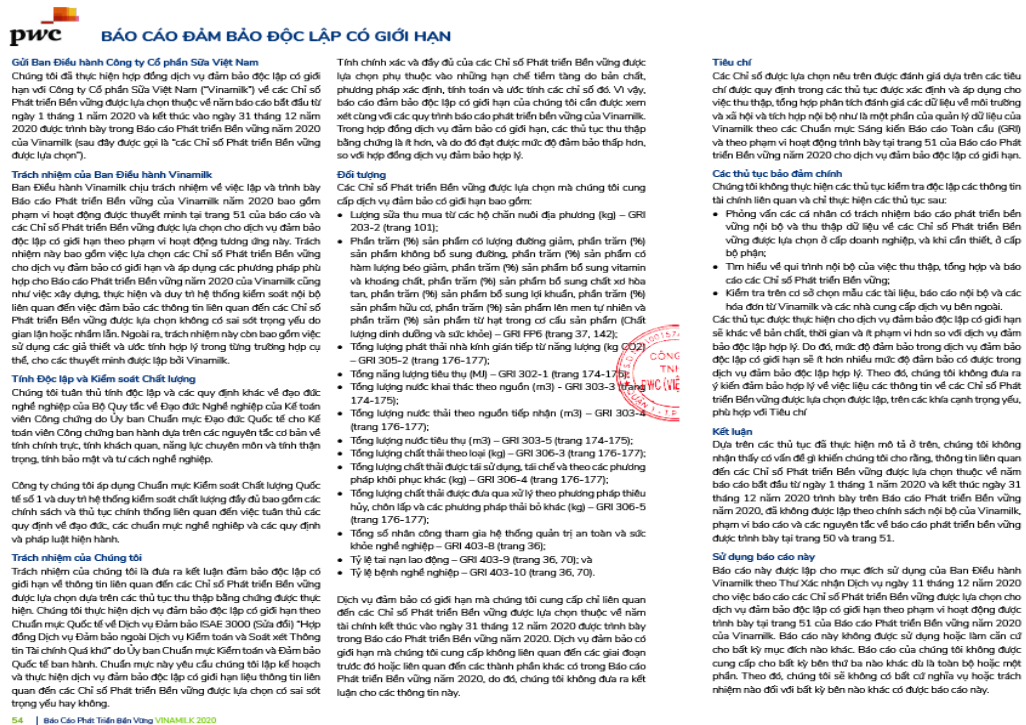 pwc
BÁO CÁO ĐẢM BẢO ĐỘC LẬP CÓ GIỚI HẠN
Gửi Ban Điều hành Công ty Cổ phần Sữa Việt Nam
Chúng tôi đã thực hiện hợp đồng dịch vụ đảm bảo độc lập có giới
hạn với Công ty Cổ phần Sữa Việt Nam ("Vinamilk") về các Chỉ số
Phát triển Bền vững được lựa chọn thuộc về năm báo cáo bắt đầu từ
ngày 1 tháng 1 năm 2020 và kết thúc vào ngày 31 tháng 12 năm
2020 được trình bày trong Báo cáo Phát triển Bền vững năm 2020
của Vinamilk (sau đây được gọi là "các Chỉ số Phát triển Bền vững
được lựa chọn").
Trách nhiệm của Ban Điều hành Vinamilk
Ban Điều hành Vinamilk chịu trách nhiệm về việc lập và trình bày
Báo cáo Phát triển Bền vững của Vinamilk năm 2020 bao gồm
phạm vi hoạt động được thuyết minh tại trang 51 của báo cáo và
các Chỉ số Phát triển Bền vững được lựa chọn cho dịch vụ đảm bảo
độc lập có giới hạn theo phạm vi hoạt động tương ứng này. Trách
nhiệm này bao gồm việc lựa chọn các Chỉ số Phát triển Bền vững
cho dịch vụ đảm bảo có giới hạn và áp dụng các phương pháp phù
hợp cho Báo cáo Phát triển Bền vững năm 2020 của Vinamilk cũng
như việc xây dựng, thực hiện và duy trì hệ thống kiểm soát nội bộ
liên quan đến việc đảm bảo các thông tin liên quan đến các Chỉ số
Phát triển Bền vững được lựa chọn không có sai sót trọng yếu do
gian lận hoặc nhầm lẫn. Ngoài ra, trách nhiệm này còn bao gồm việc
sử dụng các giả thiết và ước tính hợp lý trong từng trường hợp cụ
thể, cho các thuyết minh được lập bởi Vinamilk.
Tính Độc lập và Kiểm soát Chất lượng
Chúng tôi tuân thủ tính độc lập và các quy định khác về đạo đức
nghề nghiệp của Bộ Quy tắc về Đạo đức Nghề nghiệp của Kế toán
viên Công chứng do Ủy ban Chuẩn mực Đạo đức Quốc tế cho Kế
toán viên Công chứng ban hành dựa trên các nguyên tắc cơ bản về
tính chính trực, tính khách quan, năng lực chuyên môn và tính thận
trọng, tính bảo mật và tư cách nghề nghiệp.
Công ty chúng tôi áp dụng Chuẩn mực Kiểm soát Chất lượng Quốc
tế số 1 và duy trì hệ thống kiểm soát chất lượng đầy đủ bao gồm các
chính sách và thủ tục chính thống liên quan đến việc tuân thủ các
quy định về đạo đức, các chuẩn mực nghề nghiêp và các quy định
và pháp luật hiện hành.
Trách nhiệm của Chúng tôi
Trách nhiệm của chúng tôi là đưa ra kết luận đảm bảo độc lập có
giới hạn về thông tin liên quan đến các Chỉ số Phát triển Bền vững
được lựa chọn dựa trên các thủ tục thu thập bằng chứng được thực
hiện. Chúng tôi thực hiện dịch vụ đảm bảo độc lập có giới hạn theo
Chuẩn mực Quốc tế về Dịch vụ Đảm bảo ISAE 3000 (Sửa đổi) "Hợp
đồng Dịch vụ Đảm bảo ngoài Dịch vụ Kiểm toán và Soát xét Thông
tin Tài chính Quá khứ" do Ủy ban Chuẩn mực Kiểm toán và Đảm bảo
Quốc tế ban hành. Chuẩn mực này yêu cầu chúng tôi lập kế hoạch
và thực hiện dịch vụ đảm bảo độc lập có giới hạn liệu thông tin liên
quan đến các Chỉ số Phát triển Bền vững được lựa chọn có sai sót
trọng yếu hay không.
Tính chính xác và đầy đủ của các Chỉ số Phát triển Bền vững được
lựa chọn phụ thuộc vào những hạn chế tiềm tàng do bản chất,
phương pháp xác định, tính toán và ước tính các chỉ số đó. Vì vậy,
báo cáo đảm bảo độc lập có giới hạn của chúng tôi cần được xem
xét cùng với các quy trình báo cáo phát triển bền vững của Vinamilk.
Trong hợp đồng dịch vụ đảm bảo có giới hạn, các thủ tục thu thập
bằng chứng là ít hơn, và do đó đạt được mức độ đảm bảo thấp hơn,
so với hợp đồng dịch vụ đảm bảo hợp lý.
Đối tượng
Các Chỉ số Phát triển Bền vững được lựa chọn mà chúng tôi cung
cấp dịch vụ đảm bảo có giới hạn bao gồm:
• Lượng sữa thu mua từ các hộ chăn nuôi địa phương (kg) – GRI
203-2 (trang 101);
• Phần trăm (%) sản phẩm có lượng đường giảm, phần trăm (%)
sản phẩm không bổ sung đường, phần trăm (%) sản phẩm có
hàm lượng béo giảm, phần trăm (%) sản phẩm bổ sung vitamin
và khoáng chất, phần trăm (%) sản phẩm bổ sung chất xơ hòa
tan, phần trăm (%) sản phẩm bổ sung lợi khuẩn, phần trăm (%)
sản phẩm hữu cơ, phần trăm (%) sản phẩm lên men tự nhiên và
phần trăm (%) sản phẩm từ hạt trong cơ cấu sản phẩm (Chất
lượng dinh dưỡng và sức khỏe) – GRI FP6 (trang 37, 142);
• Tổng lượng phát thải nhà kính gián tiếp từ năng lượng (kg CO2)
– GRI 305-2 (trang 176-177);
• Tổng năng lượng tiêu thụ (MJ) – GRI 302-1 (trang 174-175);
• Tổng lượng nước khai thác theo nguồn (m3) - GRI 303-3 (trang
174-175);
• Tổng lượng nước thải theo nguồn tiếp nhận (m3) – GRI 303-4
(trang 176-177);
• Tổng lượng nước tiêu thụ (m3) – GRI 303-5 (trang 174-175);
• Tổng lượng chất thải theo loại (kg) – GRI 306-3 (trang 176-177);
• Tổng lượng chất thải được tái sử dụng, tái chế và theo các phương
pháp khôi phục khác (kg) – GRI 306-4 (trang 176-177);
• Tổng lượng chất thải được đưa qua xử lý theo phương pháp thiêu
hủy, chôn lấp và các phương pháp thải bỏ khác (kg) – GRI 306-5
(trang 176-177);
• Tổng số nhân công tham gia hệ thống quản trị an toàn và sức
khỏe nghề nghiệp – GRI 403-8 (trang 36);
• Tỷ lệ tai nạn lao động – GRI 403-9 (trang 36, 70); và
• Tỷ lệ bệnh nghề nghiệp – GRI 403-10 (trang 36, 70).
Dịch vụ đảm bảo có giới hạn mà chúng tôi cung cấp chỉ liên quan
đến các Chỉ số Phát triển Bền vững được lựa chọn thuộc về năm
tài chính kết thúc vào ngày 31 tháng 12 năm 2020 được trình bày
trong Báo cáo Phát triển Bền vững năm 2020. Dịch vụ đảm bảo có
giới hạn mà chúng tôi cung cấp không liên quan đến các giai đoạn
trước đó hoặc liên quan đến các thành phần khác có trong Báo cáo
Phát triển Bền vững năm 2020, do đó, chúng tôi không đưa ra kết
luận cho các thông tin này.
CÔNG
TNH
PWC (VIỆ
QUẬN 1 - T.P
Tiêu chí
Các Chỉ số được lựa chọn nêu trên được đánh giá dựa trên các tiêu
chí được quy định trong các thủ tục được xác định và áp dụng cho
việc thu thập, tổng hợp phân tích đánh giá các dữ liệu về môi trường
và xã hội và tích hợp nội bộ như là một phần của quản lý dữ liệu của
Vinamilk theo các Chuẩn mực Sáng kiến Báo cáo Toàn cầu (GRI)
và theo phạm vi hoạt động trình bày tại trang 51 của Báo cáo Phát
triển Bền vững năm 2020 cho dịch vụ đảm bảo độc lập có giới hạn.
Các thủ tục bảo đảm chính
Chúng tôi không thực hiện các thủ tục kiểm tra độc lập các thông tin
tài chính liên quan và chỉ thực hiện các thủ tục sau:
• Phỏng vấn các cá nhân có trách nhiệm báo cáo phát triển bền
vững nội bộ và thu thập dữ liệu về các Chỉ số Phát triển Bền
vững được lựa chọn ở cấp doanh nghiệp, và khi cần thiết, ở cấp
bộ phận;
• Tìm hiểu về qui trình nội bộ của việc thu thập, tổng hợp và báo
cáo các Chỉ số Phát triển Bền vững;
• Kiểm tra trên cơ sở chọn mẫu các tài liệu, báo cáo nội bộ và các
hóa đơn từ Vinamilk và các nhà cung cấp dịch vụ bên ngoài.
Các thủ tục được thực hiện cho dịch vụ đảm bảo độc lập có giới hạn
sẽ khác về bản chất, thời gian và ít phạm vi hơn so với dịch vụ đảm
bảo độc lập hợp lý. Do đó, mức độ đảm bảo trong dịch vụ đảm bảo
độc lập có giới hạn sẽ ít hơn nhiều mức độ đảm bảo có được trong
dịch vụ đảm bảo độc lập hợp lý. Theo đó, chúng tôi không đưa ra
ý kiến đảm bảo hợp lý về việc liệu các thông tin về các Chỉ số Phát
triển Bền vững được lựa chọn được lập, trên các khía cạnh trọng yếu,
phù hợp với Tiêu chí
Kết luận
Dựa trên các thủ tục đã thực hiện mô tả ở trên, chúng tôi không
nhận thấy có vấn đề gì khiến chúng tôi cho rằng, thông tin liên quan
đến các Chỉ số Phát triển Bền vững được lựa chọn thuộc về năm
báo cáo bắt đầu từ ngày 1 tháng 1 năm 2020 và kết thúc ngày 31
tháng 12 năm 2020 trình bày trên Báo cáo Phát triển Bền vững
năm 2020, đã không được lập theo chính sách nội bộ của Vinamilk,
phạm vi báo cáo và các nguyên tắc về báo cáo phát triển bền vững
được trình bày tại trang 50 và trang 51.
Sử dụng báo cáo này
Báo cáo này được lập cho mục đích sử dụng của Ban Điều hành
Vinamilk theo Thư Xác nhận Dịch vụ ngày 11 tháng 12 năm 2020
cho việc báo cáo các Chỉ số Phát triển Bền vững được lựa chọn cho
dịch vụ đảm bảo độc lập có giới hạn theo phạm vi hoạt động được
trình bày tại trang 51 của Báo cáo Phát triển Bền vững năm 2020
của Vinamilk. Báo cáo này không được sử dụng hoặc làm căn cứ
cho bất kỳ mục đích nào khác. Báo cáo của chúng tôi không được
cung cấp cho bất kỳ bên thứ ba nào khác dù là toàn bộ hoặc một
phần. Theo đó, chúng tôi sẽ không có bất cứ nghĩa vụ hoặc trách
nhiệm nào đối với bất kỳ bên nào khác có được báo cáo này.
54 | Báo Cáo Phát Triển Bền Vững VINAMILK 2020